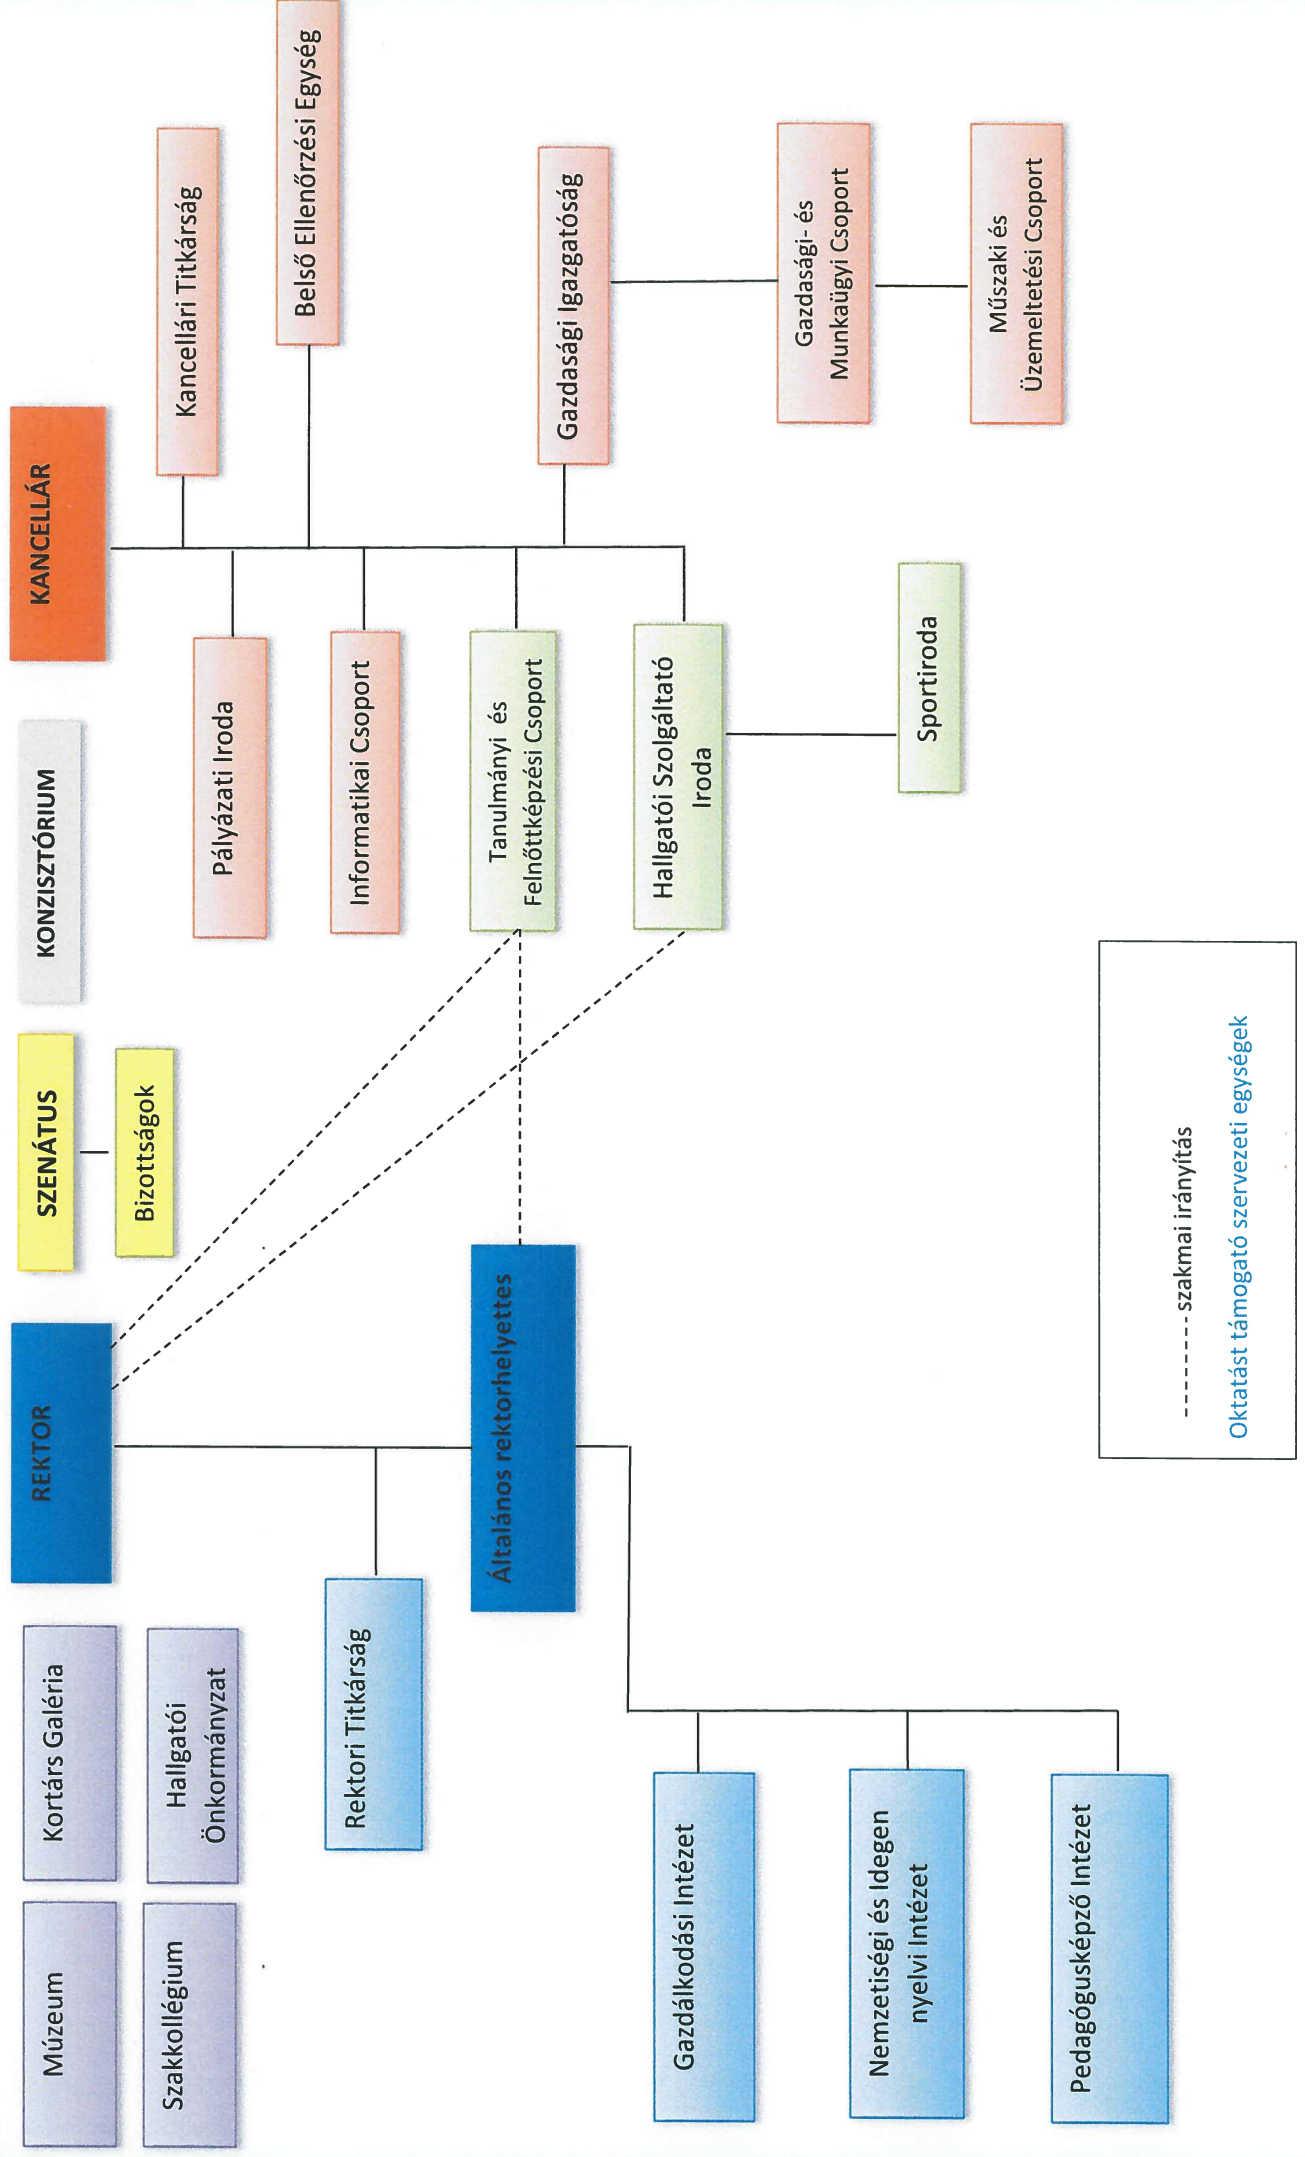 Múzeum
Kortárs Galéria
REKTOR
SZENÁTUS
KONZISZTÓRIUM
KANCELLÁR
Szakkollégium
Hallgatói
Önkormányzat
Bizottságok
Kancellári Titkárság
Pályázati Iroda
Belső Ellenőrzési Egység
Rektori Titkárság
Informatikai Csoport
Általános rektorhelyettes
Tanulmányi és
Felnőttképzési Csoport
Gazdasági Igazgatóság
Hallgatói Szolgáltató
Iroda
Gazdálkodási Intézet
Gazdasági- és
Munkaügyi Csoport
Nemzetiségi és Idegen
nyelvi Intézet
Sportiroda
Műszaki és
Üzemeltetési Csoport
Pedagógusképző Intézet
--------- szakmai irányítás
Oktatást támogató szervezeti egységek